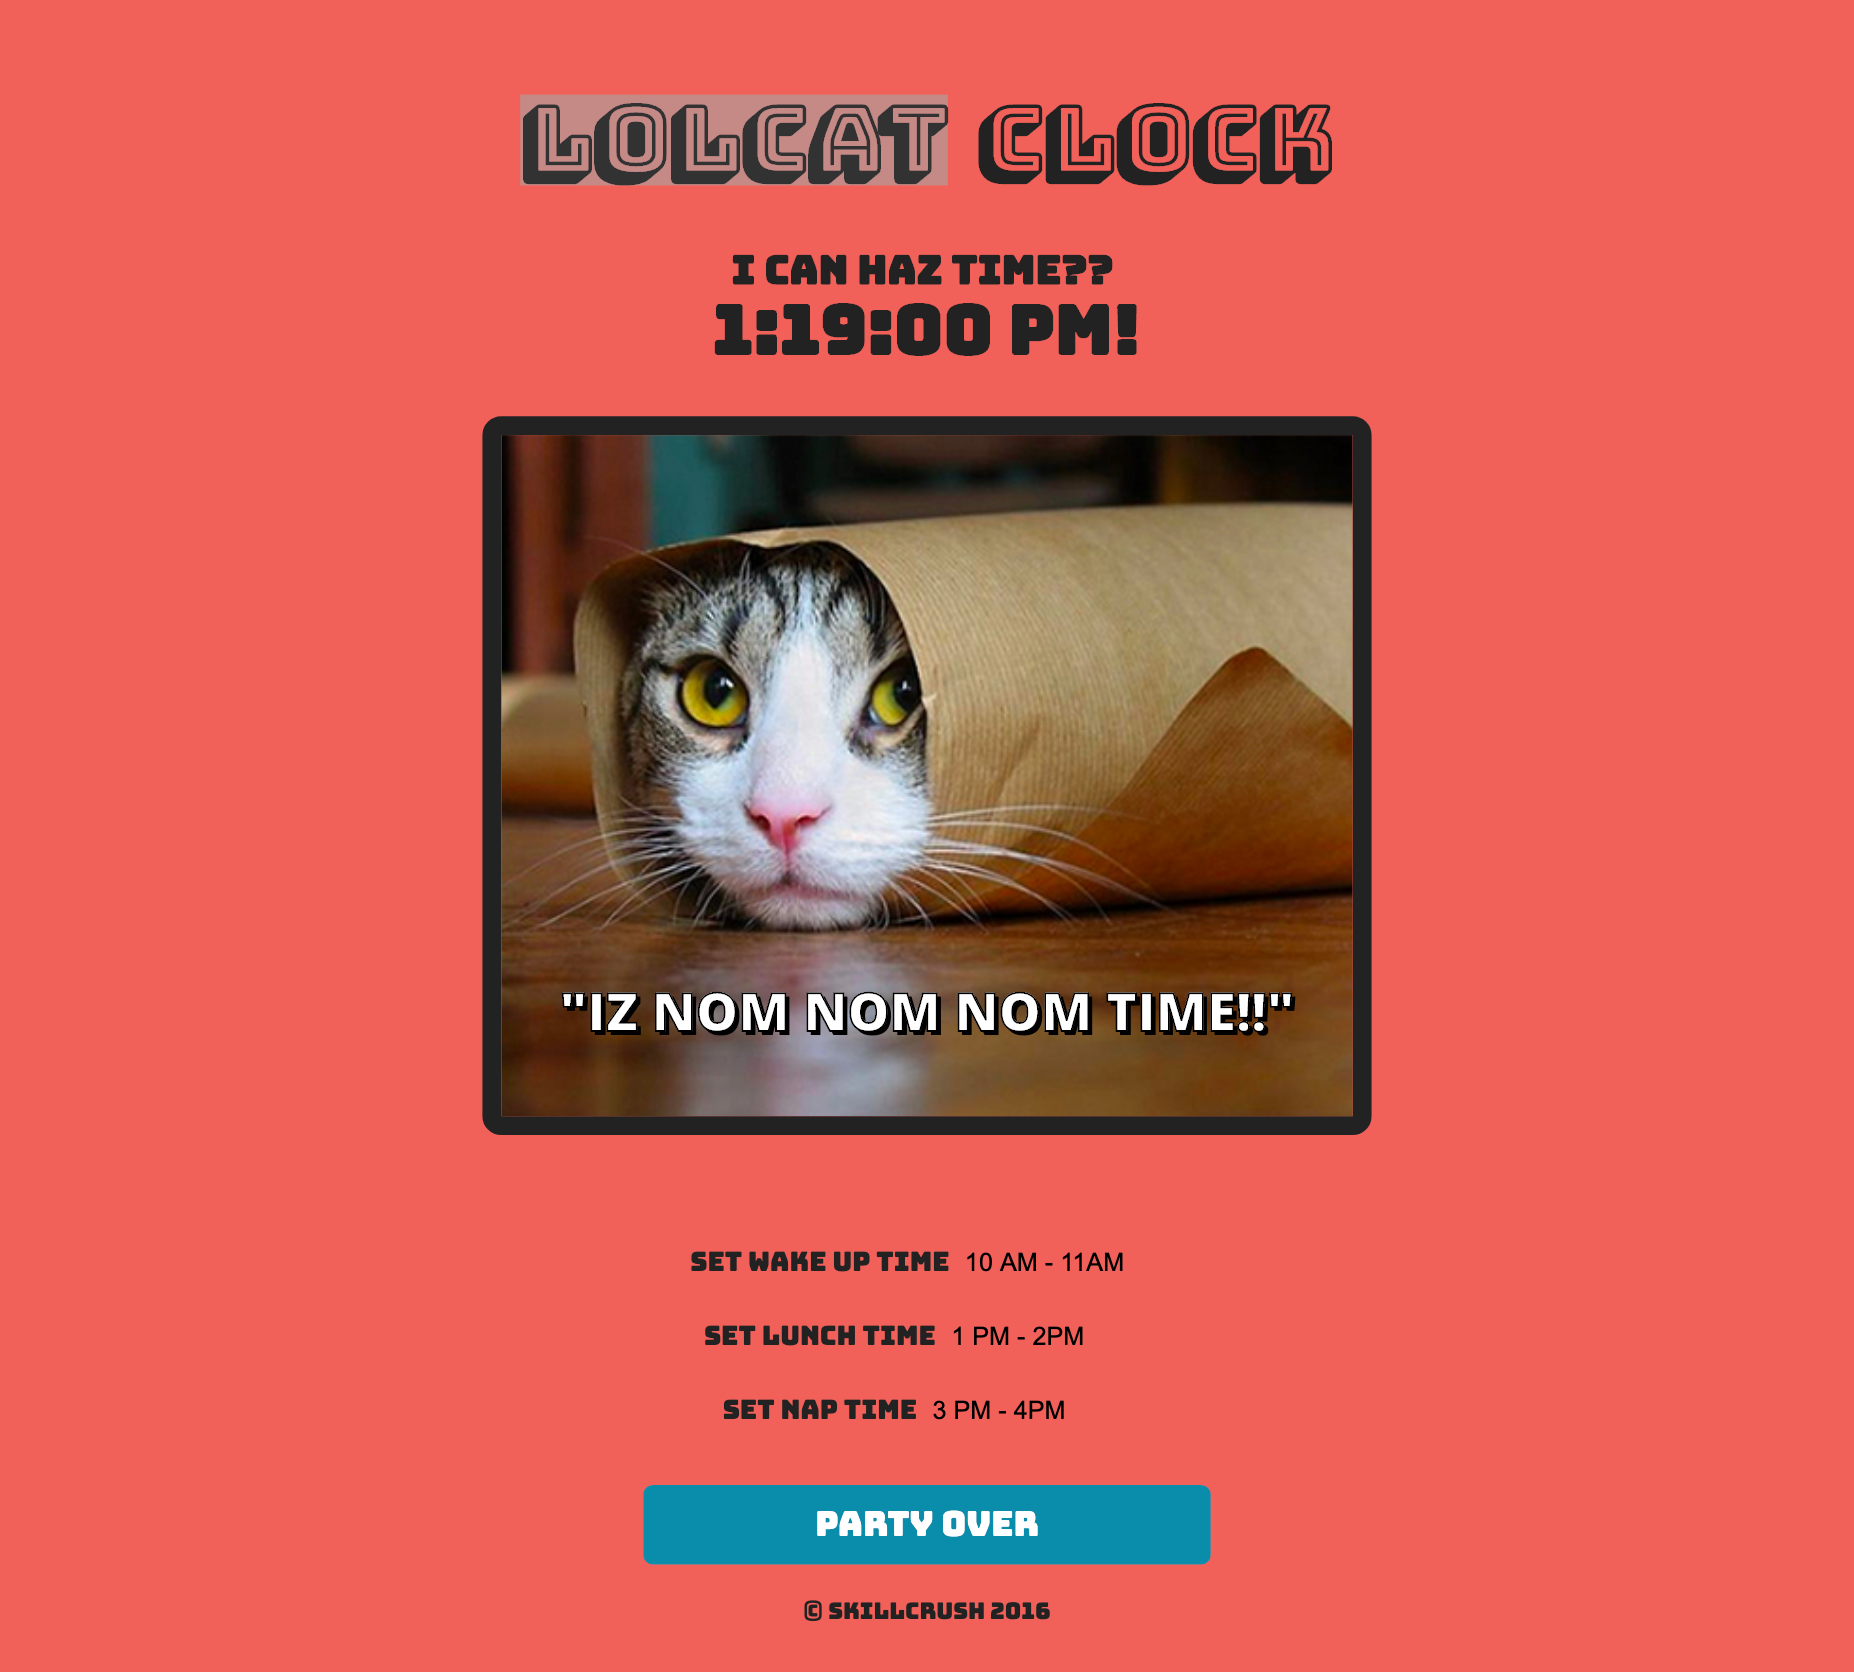 LOLCAT CLOCK
I CAN HAZ TIME??
1:19:00 PM!
"IZ NOM NOM NOM TIME!!"
SET WAKE UP TIME 10 AM - 11AM
SET LUNCH TIME 1 PM - 2PM
SET NAP TIME 3 PM - 4PM
PARTY OVER
© SKILLCRUSH 2016